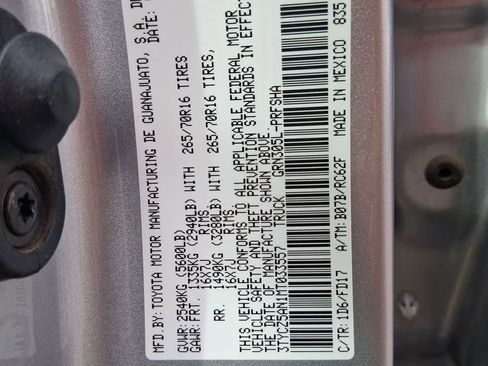 MFD.BY: TOYOTA MOTOR MANUFACTURING DE GUANAJUATO, S.A.
DATE:
GVWR: 2540KG (5600LB)
GAWR: FRT. 1335KG (2940LB) WITH 265/70R16 TIRES
16X7J RIMS,
RR. 1490KG (3280LB) WITH 265/70R16 TIRES,
16X7J RIMS,
THIS VEHICLE CONFORMS TO ALL APPLICABLE FEDERAL MOTOR
VEHICLE SAFETY AND THEFT PREVENTION STANDARDS IN EFFECT
THE DATE OF MANUFACTURE SHOWN ABOVE.
3TYCZ5AN1MT033557 TRUCK GRN305L-PRFSHA
C/TR: 1D6/FD17 A/TM: B07B/RC62F MADE IN MEXICO 835